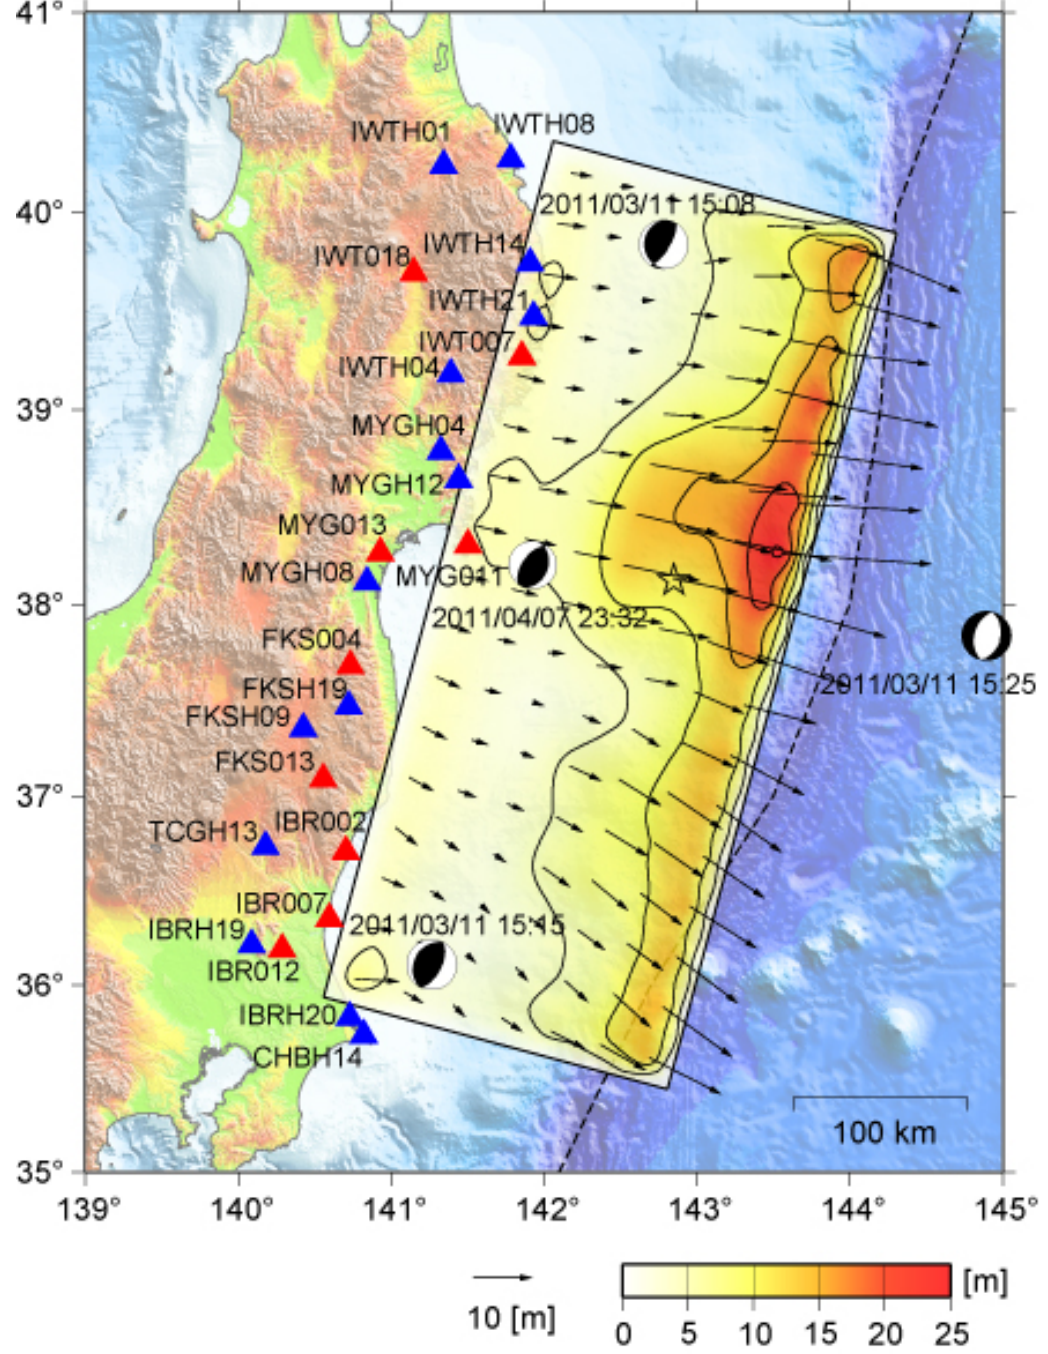 41°
IWTH01
IWTH08
40°
2011/03/11 15:08
IWTH14
IWT018
IWTH21
IWT007
IWTH04
39°
MYGH04
MYGH12
MYG013
MYGH08
MYG011
38°
2011/04/07 23:32
FKS004
2011/03/11 15:25
FKSH19
FKSH09
FKS013
37°
IBR002
TCGH13
IBR007
2011/03/11 15:15
IBRH19
IBR012
36°
IBRH20
CHBH14
100 km
35°
139° 140° 141° 142° 143° 144° 145°
[m]
10 [m]
0 5 10 15 20 25